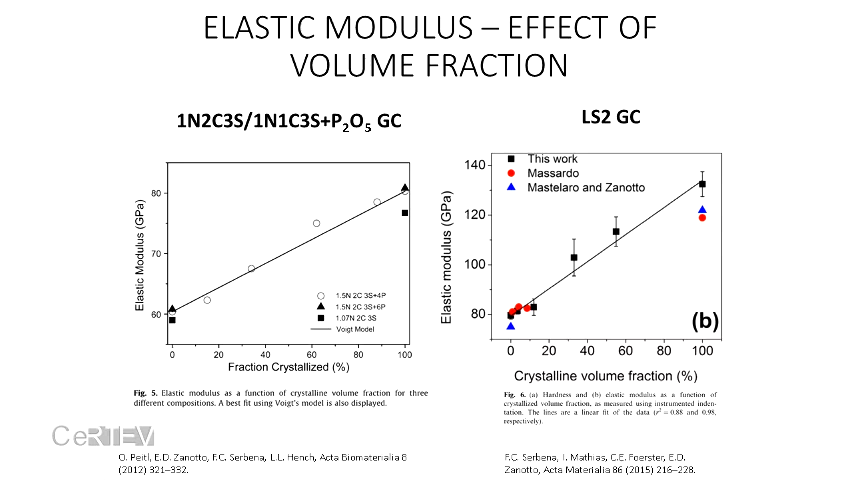 ELASTIC MODULUS – EFFECT OF
VOLUME FRACTION
1N2C3S/1N1C3S+P₂O₅ GC
LS2 GC
Elastic Modulus (GPa)
80
70
60
1.5N 2C 3S+4P
1.5N 2C 3S+6P
1.07N 2C 3S
Voigt Model
0 20 40 60 80 100
Fraction Crystallized (%)
Elastic modulus (GPa)
140
120
100
80
This work
Massardo
Mastelaro and Zanotto
(b)
0 20 40 60 80 100
Crystalline volume fraction (%)
Fig. 5. Elastic modulus as a function of crystalline volume fraction for three
different compositions. A best fit using Voigt's model is also displayed.
Fig. 6. (a) Hardness and (b) elastic modulus as a function of
crystallized volume fraction, as measured using instrumented inden-
tation. The lines are a linear fit of the data (r² = 0.88 and 0.98,
respectively).
CeRTEV
O. Peitl, E.D. Zanotto, F.C. Serbena, L.L. Hench, Acta Biomaterialia 8
(2012) 321–332.
F.C. Serbena, I. Mathias, C.E. Foerster, E.D.
Zanotto, Acta Materialia 86 (2015) 216–228.